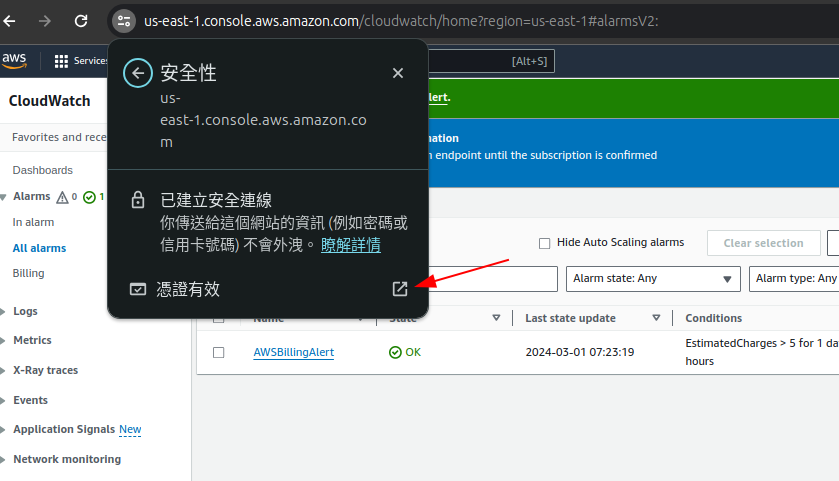 us-east-1.console.aws.amazon.com/cloudwatch/home?region=us-east-1#alarmsV2:
aws
Services
[Alt+S]
安全性
us-
east-1.console.aws.amazon.co
m
已建立安全連線
你傳送給這個網站的資訊 (例如密碼或
信用卡號碼) 不會外洩。 瞭解詳情
憑證有效
CloudWatch
Favorites and rece
Dashboards
Alarms 0 1
In alarm
All alarms
Billing
Logs
Metrics
X-Ray traces
Events
Application Signals New
Network monitoring
lert.
endpoint until the subscription is confirmed
Hide Auto Scaling alarms
Clear selection
Alarm state: Any
Alarm type: Any
Name
State
Last state update
Conditions
AWSBillingAlert
OK
2024-03-01 07:23:19
EstimatedCharges > 5 for 1 da
hours